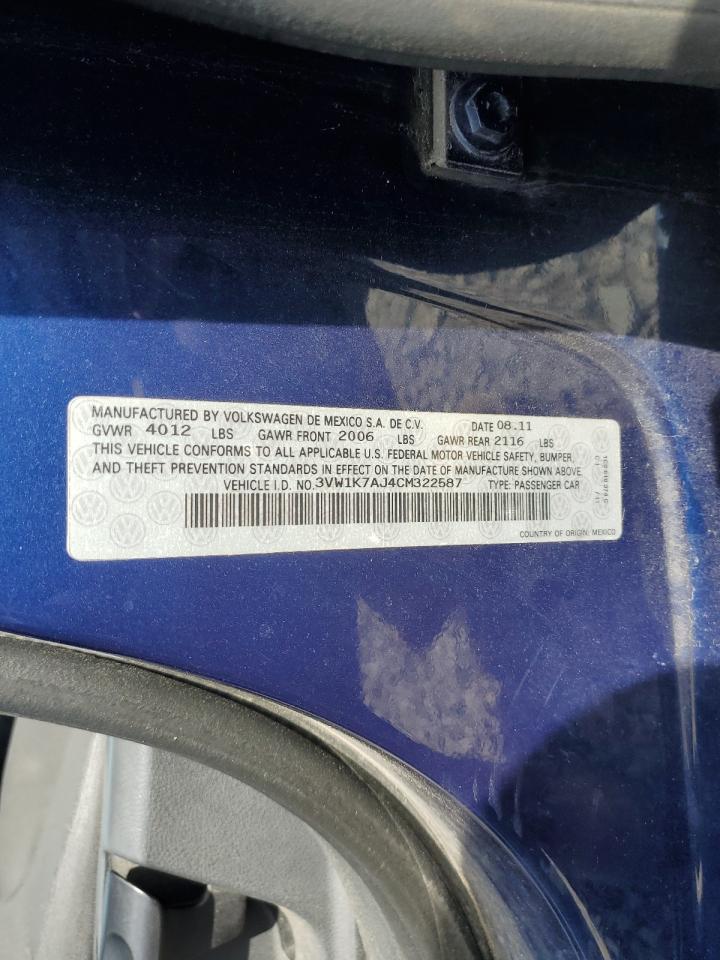 MANUFACTURED BY VOLKSWAGEN DE MEXICO S.A. DE C.V. DATE 08.11
GVWR 4012 LBS GAWR FRONT 2006 LBS GAWR REAR 2116 LBS
THIS VEHICLE CONFORMS TO ALL APPLICABLE U.S. FEDERAL MOTOR VEHICLE SAFETY, BUMPER,
AND THEFT PREVENTION STANDARDS IN EFFECT ON THE DATE OF MANUFACTURE SHOWN ABOVE.
VEHICLE I.D. NO. 3VW1K7AJ4CM322587 TYPE: PASSENGER CAR
COUNTRY OF ORIGIN: MEXICO